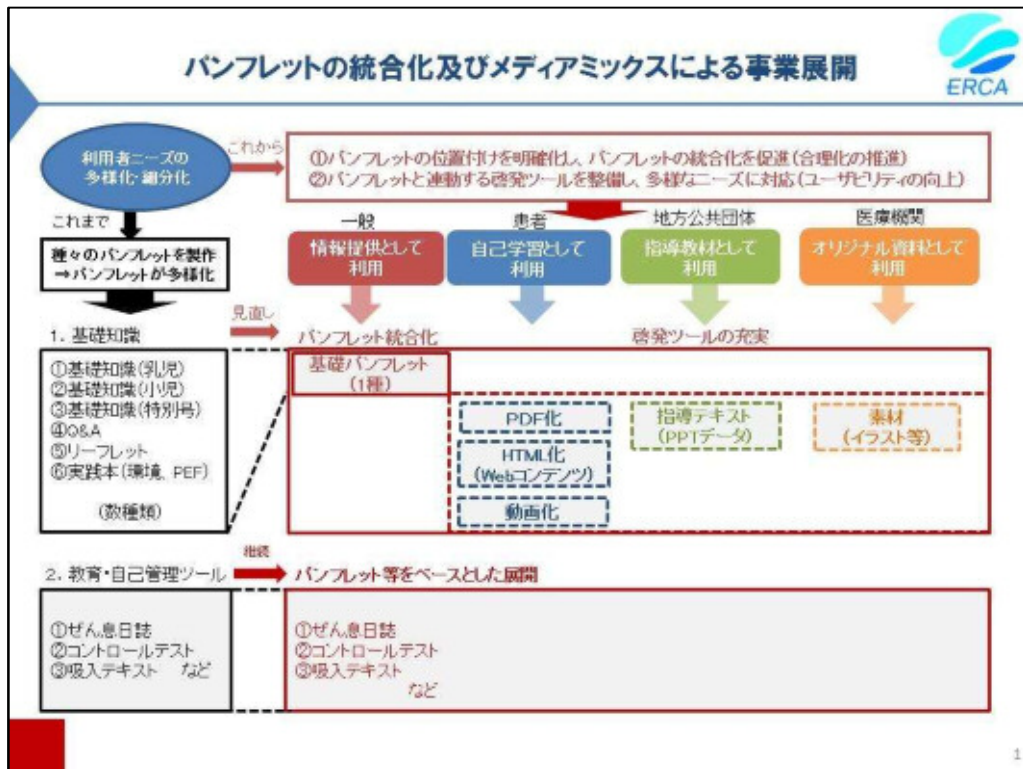 パンフレットの統合化及びメディアミックスによる事業展開
ERCA
利用者ニーズの
多様化・細分化
これから
①パンフレットの位置付けを明確化し、パンフレットの統合化を促進(合理化の推進)
②パンフレットと連動する啓発ツールを整備し、多様なニーズに対応(ユーザビリティの向上)
これまで
種々のパンフレットを製作
⇒パンフレットが多様化
一般
情報提供として
利用
患者
自己学習として
利用
地方公共団体
指導教材として
利用
医療機関
オリジナル資料として
利用
1. 基礎知識
見直し
パンフレット統合化
啓発ツールの充実
①基礎知識(乳児)
②基礎知識(小児)
③基礎知識(特別号)
④Q&A
⑤リーフレット
⑥実践本(環境、PEF)
(数種類)
基礎パンフレット
(1種)
PDF化
HTML化
(Webコンテンツ)
動画化
指導テキスト
(PPTデータ)
素材
(イラスト等)
2. 教育・自己管理ツール
継続
パンフレット等をベースとした展開
①ぜん息日誌
②コントロールテスト
③吸入テキスト など
①ぜん息日誌
②コントロールテスト
③吸入テキスト
など
1